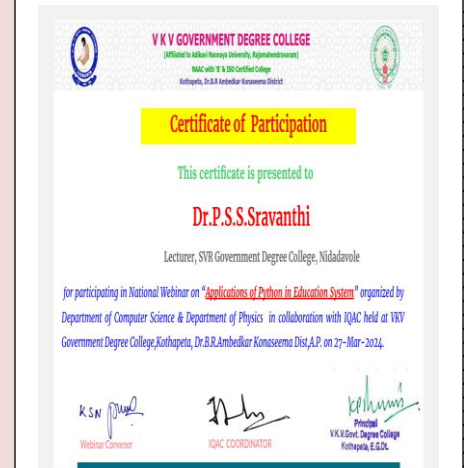 V K V GOVERNMENT DEGREE COLLEGE
(Affiliated to Adikavi Nannaya University, Rajamahendravaram)
NAAC with 'B' & ISO Certified College
Kothapeta, Dr.B.R Ambedkar Konaseema District
Certificate of Participation
This certificate is presented to
Dr.P.S.S.Sravanthi
Lecturer, SVR Government Degree College, Nidadavole
for participating in National Webinar on "Applications of Python in Education System" organized by
Department of Computer Science & Department of Physics in collaboration with IQAC held at VKV
Government Degree College,Kothapeta, Dr.B.R.Ambedkar Konaseema Dist,A.P. on 27-Mar-2024.
KSN
Webinar Convenor
IQAC COORDINATOR
Principal
V.K.V.Govt. Degree College
Kothapeta, E.G.Dt.